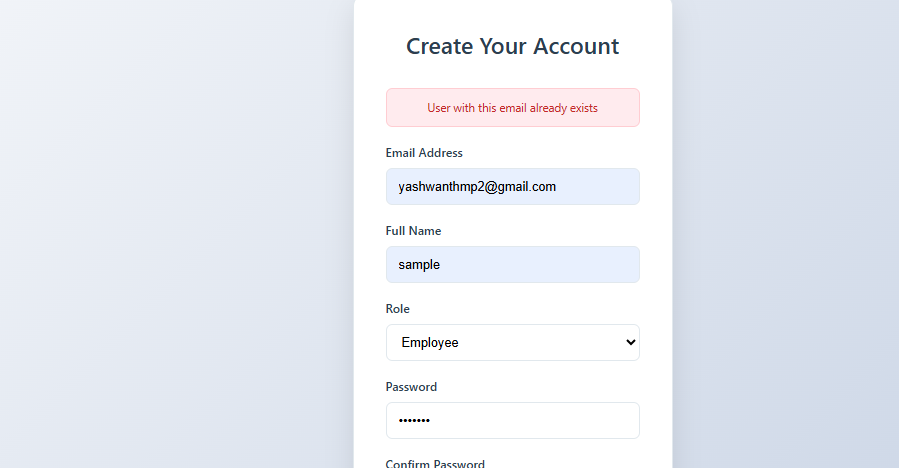 Create Your Account
User with this email already exists
Email Address
yashwanthmp2@gmail.com
Full Name
sample
Role
Employee
Password
•••••••
Confirm Password